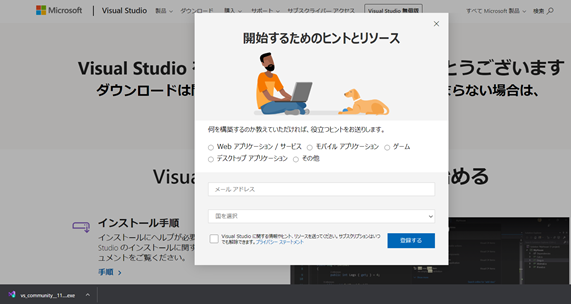 Microsoft
Visual Studio
製品
ダウンロード
購入
サポート
サブスクライバー アクセス
Visual Studio 無償版
すべて Microsoft 製品
検索
開始するためのヒントとリソース
Visual Studio
とうございます
ダウンロードは
まらない場合は、
何を構築するのか教えていただければ、役立つヒントをお送りします。
Web アプリケーション / サービス
モバイル アプリケーション
ゲーム
デスクトップ アプリケーション
その他
Visua
める
メール アドレス
国を選択
インストール手順
インストールにヘルプが必
Studio のインストールに関す
ュメントをご覧ください。
手順
Visual Studio に関する情報やヒント、リソースを送ってください。サブスクリプションはいつ
でも解除できます。プライバシー ステートメント
登録する
vs_community__11....exe